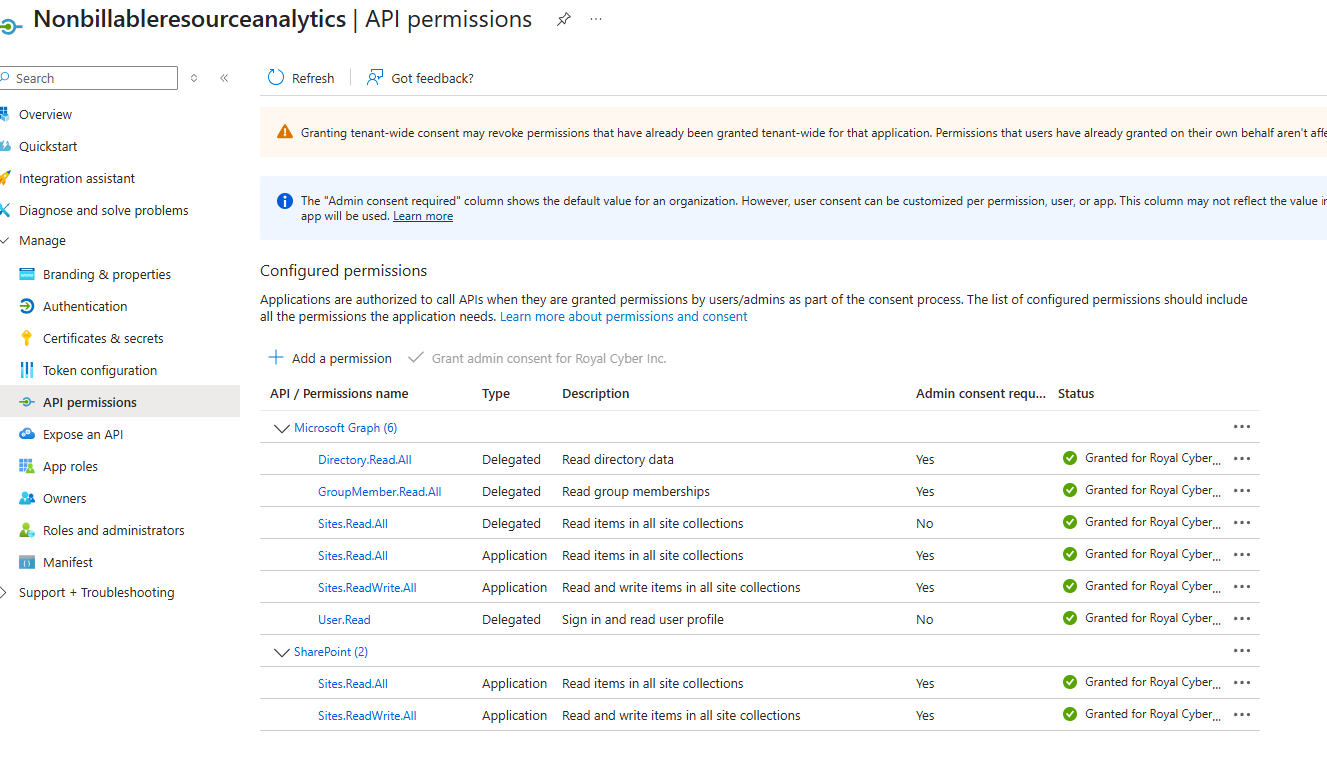 Nonbillableresourceanalytics | API permissions
Search
Refresh
Got feedback?
Overview
Quickstart
Integration assistant
Diagnose and solve problems
Manage
Branding & properties
Authentication
Certificates & secrets
Token configuration
API permissions
Expose an API
App roles
Owners
Roles and administrators
Manifest
Support + Troubleshooting
Granting tenant-wide consent may revoke permissions that have already been granted tenant-wide for that application. Permissions that users have already granted on their own behalf aren't affe
The "Admin consent required" column shows the default value for an organization. However, user consent can be customized per permission, user, or app. This column may not reflect the value in
app will be used. Learn more
Configured permissions
Applications are authorized to call APIs when they are granted permissions by users/admins as part of the consent process. The list of configured permissions should include
all the permissions the application needs. Learn more about permissions and consent
Add a permission Grant admin consent for Royal Cyber Inc.
API / Permissions name Type Description Admin consent requ... Status
Microsoft Graph (6)
Directory.Read.All Delegated Read directory data Yes Granted for Royal Cyber...
GroupMember.Read.All Delegated Read group memberships Yes Granted for Royal Cyber...
Sites.Read.All Delegated Read items in all site collections No Granted for Royal Cyber...
Sites.Read.All Application Read items in all site collections Yes Granted for Royal Cyber...
Sites.ReadWrite.All Application Read and write items in all site collections Yes Granted for Royal Cyber...
User.Read Delegated Sign in and read user profile No Granted for Royal Cyber...
SharePoint (2)
Sites.Read.All Application Read items in all site collections Yes Granted for Royal Cyber...
Sites.ReadWrite.All Application Read and write items in all site collections Yes Granted for Royal Cyber...